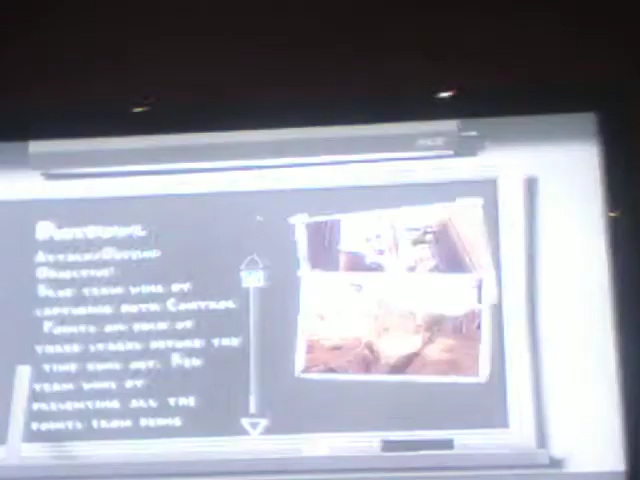 Dustbowl
Attack/Defend
Objective:
Blue team wins by
capturing both Control
Points on each of
three stages before the
time runs out. Red
team wins by
preventing all the
points from being